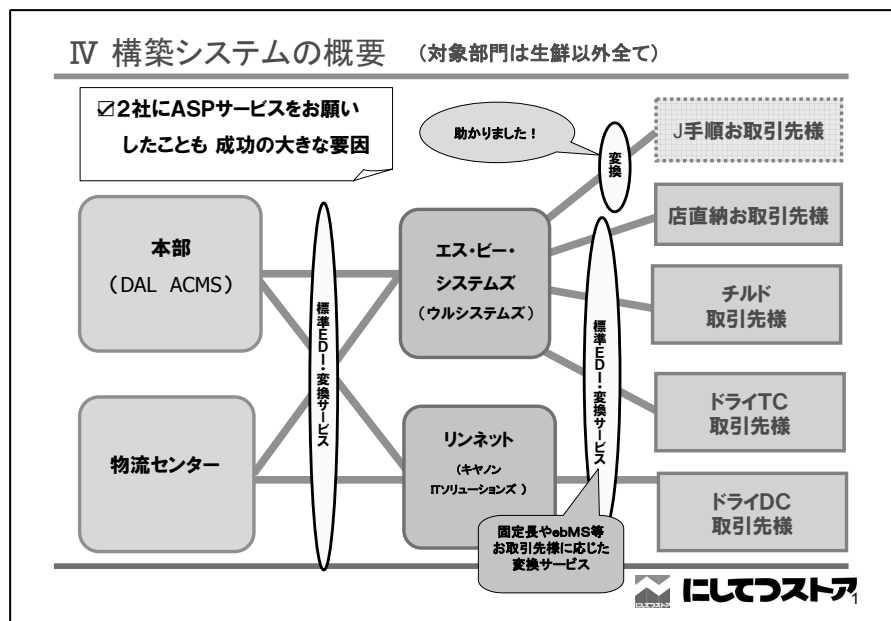 Ⅳ 構築システムの概要 (対象部門は生鮮以外全て)
☑2社にASPサービスをお願い
したことも 成功の大きな要因
助かりました!
変換
J手順お取引先様
店直納お取引先様
チルド
取引先様
ドライTC
取引先様
ドライDC
取引先様
本部
(DAL ACMS)
物流センター
標準EDI・変換サービス
エス・ビー・
システムズ
(ウルシステムズ)
リンネット
(キヤノン
ITソリューションズ )
標準EDI・変換サービス
固定長やebMS等
お取引先様に応じた
変換サービス
にしてつストア
にしてつストア
1